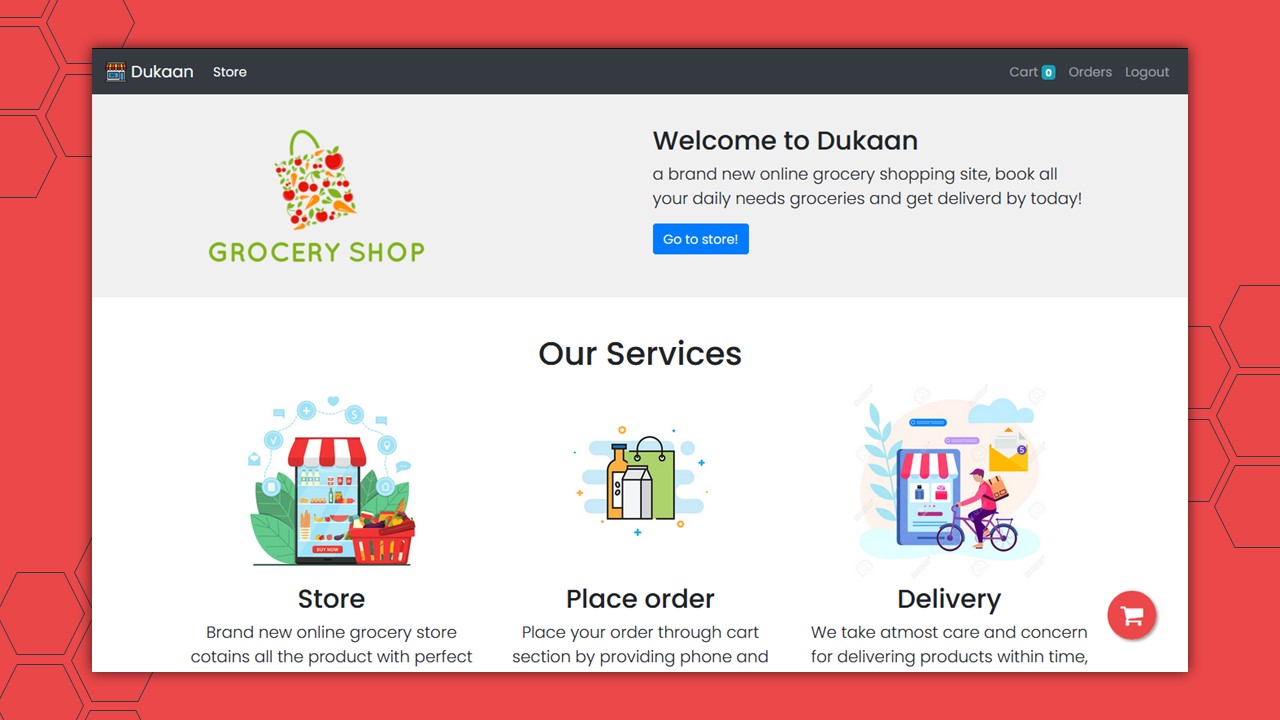 Dukaan Store Cart 0 Orders Logout
GROCERY SHOP
Welcome to Dukaan
a brand new online grocery shopping site, book all
your daily needs groceries and get deliverd by today!
Go to store!
Our Services
BUY NOW
Store
Brand new online grocery store
cotains all the product with perfect
Place order
Place your order through cart
section by providing phone and
Delivery
We take atmost care and concern
for delivering products within time,